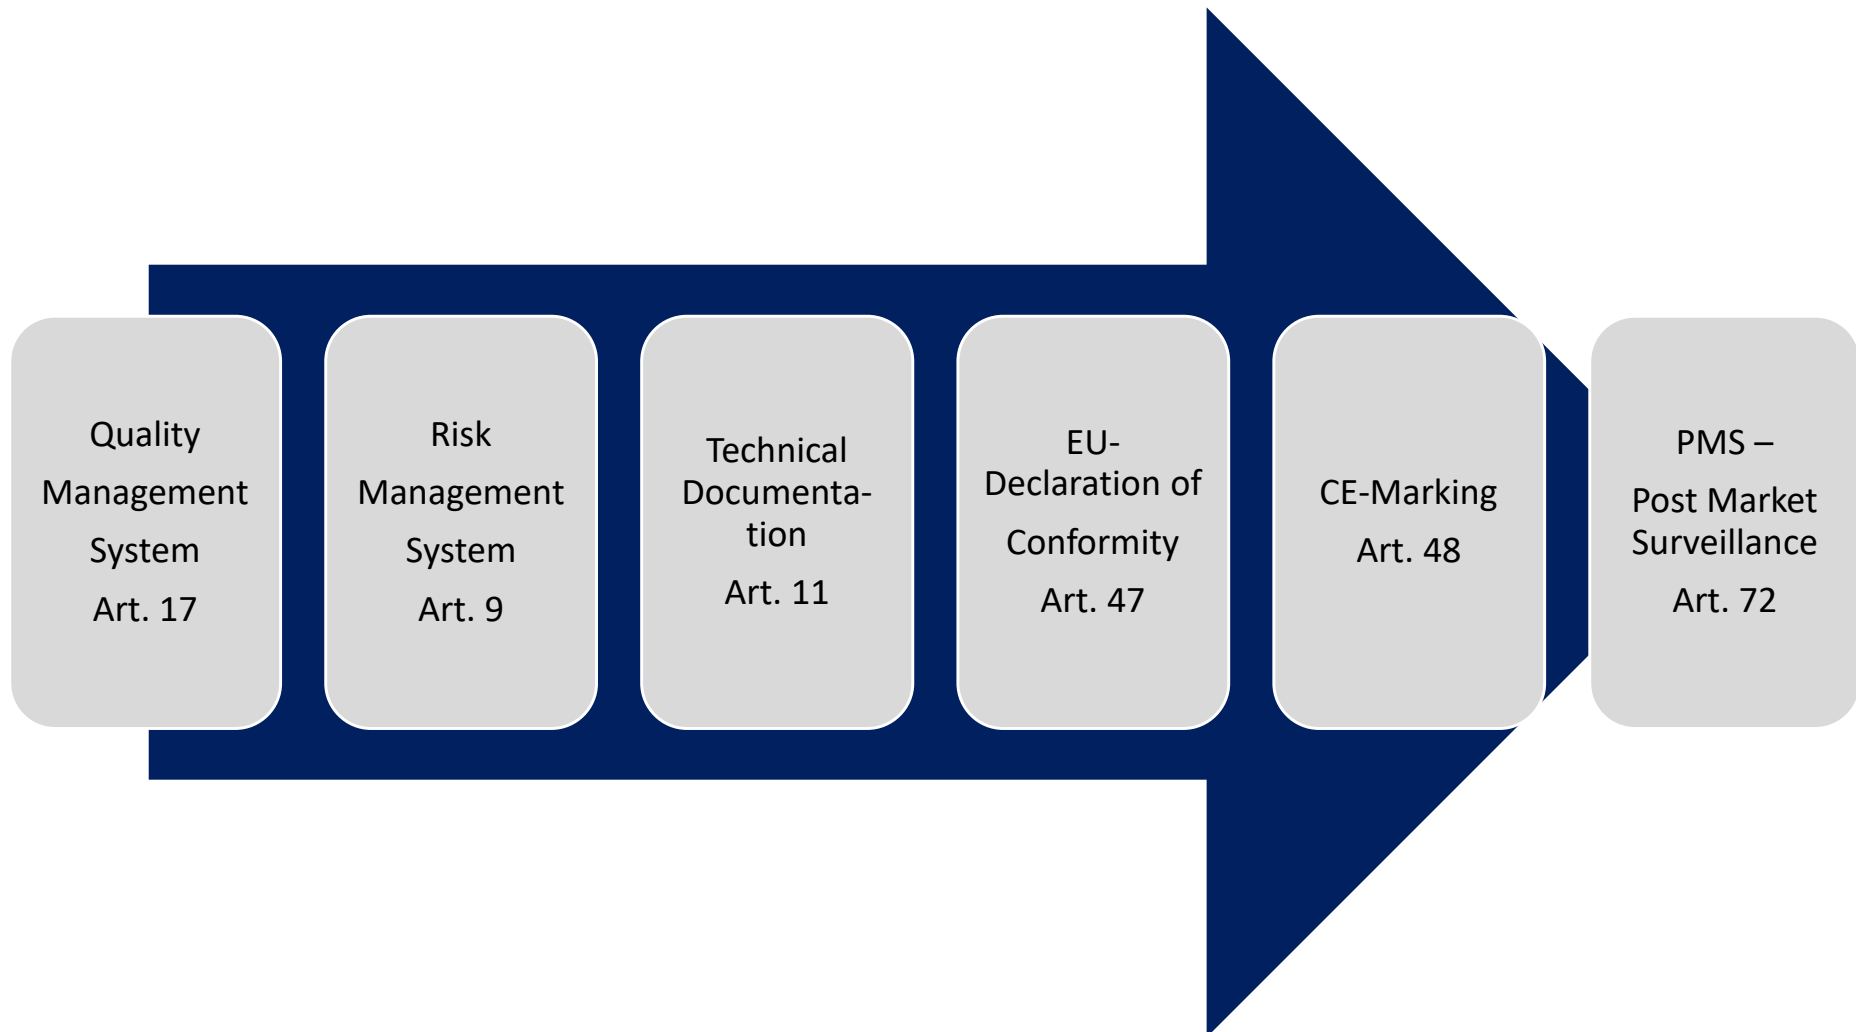 Quality
Management
System
Art. 17
Risk
Management
System
Art. 9
Technical
Documenta-
tion
Art. 11
EU-
Declaration of
Conformity
Art. 47
CE-Marking
Art. 48
PMS –
Post Market
Surveillance
Art. 72